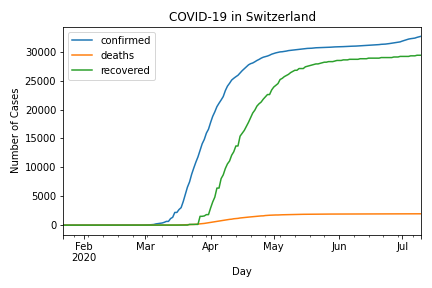 COVID-19 in Switzerland
confirmed
deaths
recovered
Number of Cases
30000
25000
20000
15000
10000
5000
0
Feb Mar Apr May Jun Jul
2020
Day